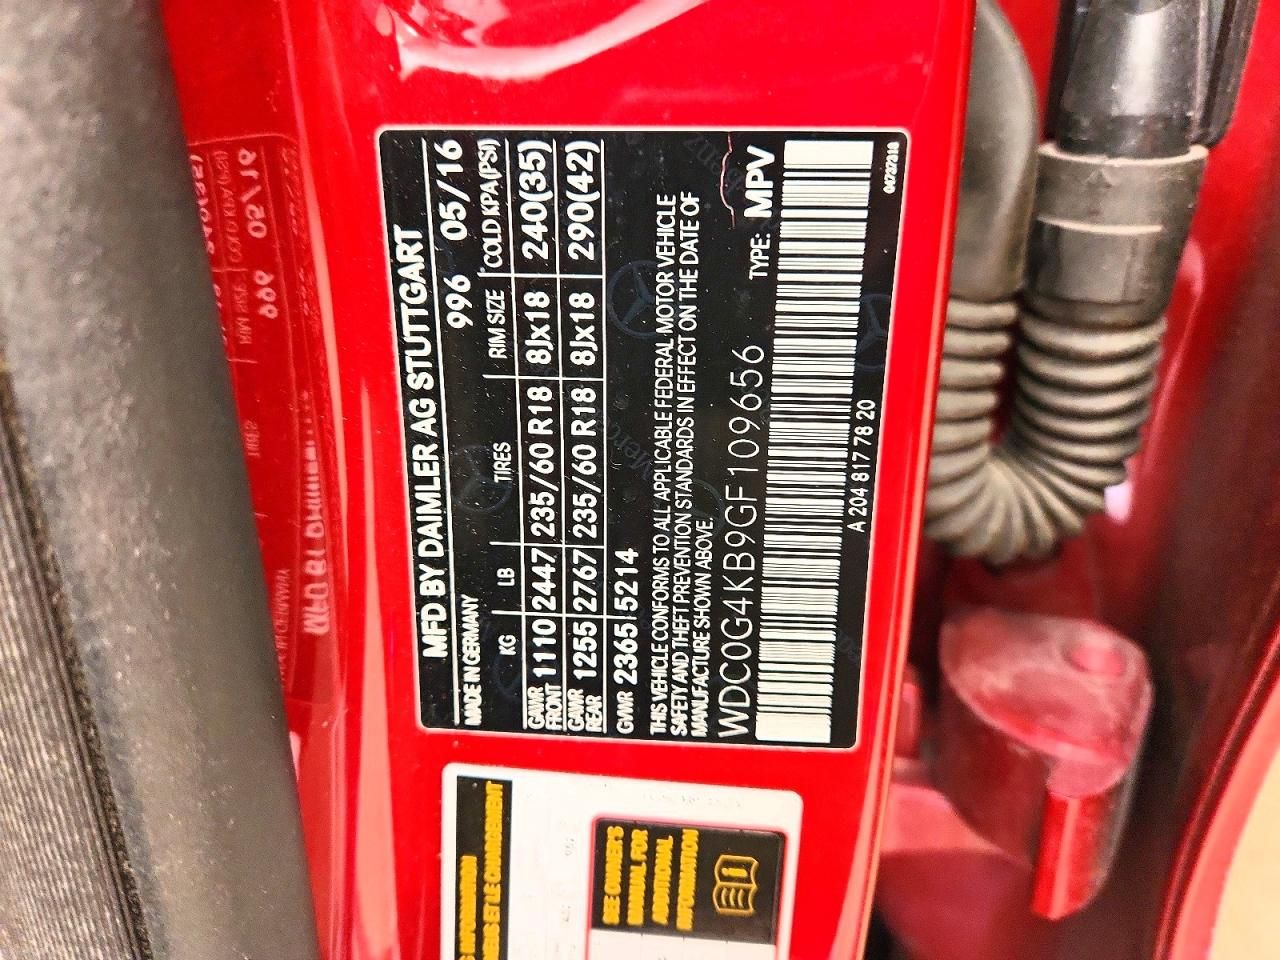 MFD BY DAIMLER AG STUTTGART
MADE IN GERMANY 996 05/16
KG LB TIRES RIM SIZE COLD KPA(PSI)
GAWR FRONT 1110 2447 235/60 R18 8Jx18 240(35)
GAWR REAR 1255 2767 235/60 R18 8Jx18 290(42)
GVWR 2365 5214
THIS VEHICLE CONFORMS TO ALL APPLICABLE FEDERAL MOTOR VEHICLE
SAFETY AND THEFT PREVENTION STANDARDS IN EFFECT ON THE DATE OF
MANUFACTURE SHOWN ABOVE.
WDC0G4KB9GF109656 TYPE: MPV
A 204 817 78 20
INFORMATION
ET LE CHARGEMENT
SEE OWNER'S
MANUAL FOR
ADDITIONAL
INFORMATION